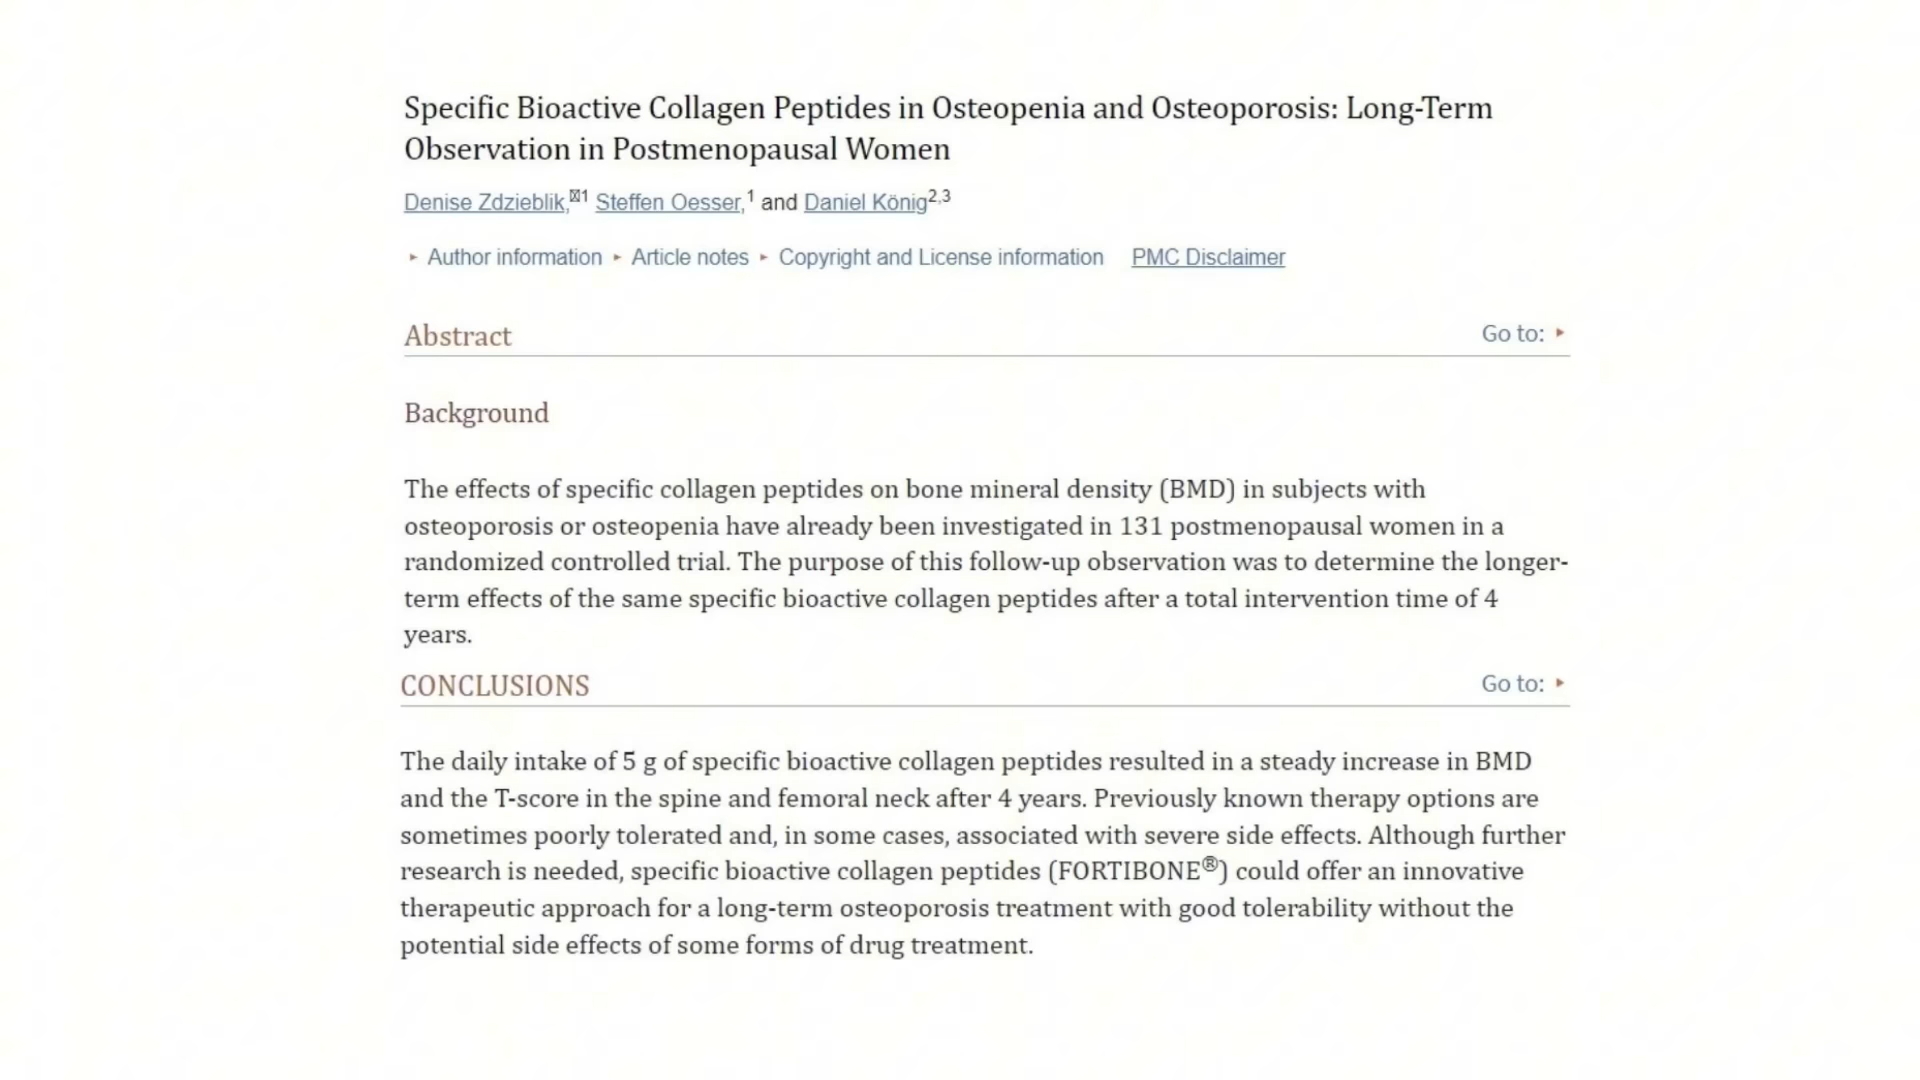 Specific Bioactive Collagen Peptides in Osteopenia and Osteoporosis: Long-Term
Observation in Postmenopausal Women
Denise Zdzieblik,1 Steffen Oesser,1 and Daniel König2,3
▸ Author information ▸ Article notes ▸ Copyright and License information PMC Disclaimer
Abstract Go to: ▸
Background
The effects of specific collagen peptides on bone mineral density (BMD) in subjects with
osteoporosis or osteopenia have already been investigated in 131 postmenopausal women in a
randomized controlled trial. The purpose of this follow-up observation was to determine the longer-
term effects of the same specific bioactive collagen peptides after a total intervention time of 4
years.
CONCLUSIONS Go to: ▸
The daily intake of 5 g of specific bioactive collagen peptides resulted in a steady increase in BMD
and the T-score in the spine and femoral neck after 4 years. Previously known therapy options are
sometimes poorly tolerated and, in some cases, associated with severe side effects. Although further
research is needed, specific bioactive collagen peptides (FORTIBONE®) could offer an innovative
therapeutic approach for a long-term osteoporosis treatment with good tolerability without the
potential side effects of some forms of drug treatment.